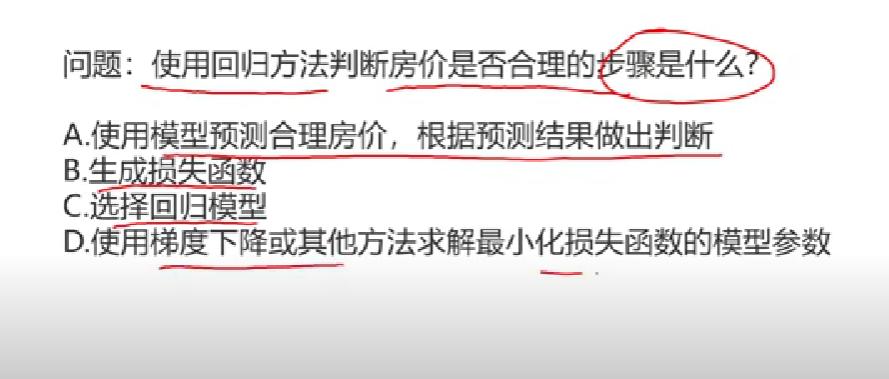 问题：使用回归方法判断房价是否合理的步骤是什么？
A.使用模型预测合理房价，根据预测结果做出判断
B.生成损失函数
C.选择回归模型
D.使用梯度下降或其他方法求解最小化损失函数的模型参数